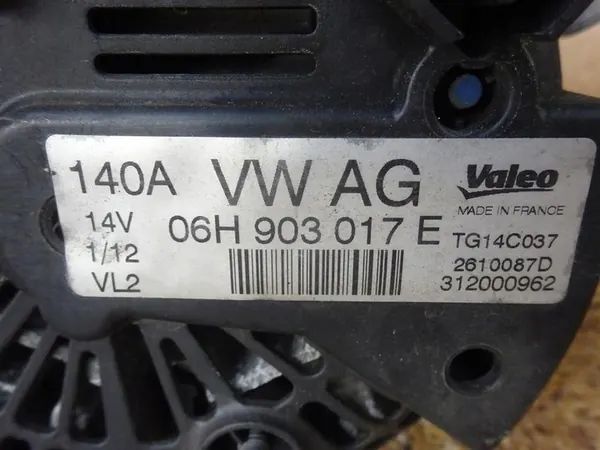 140A VW AG Valeo
MADE IN FRANCE
14V 06H 903 017 E TG14C037
1/12 2610087D
VL2 312000962